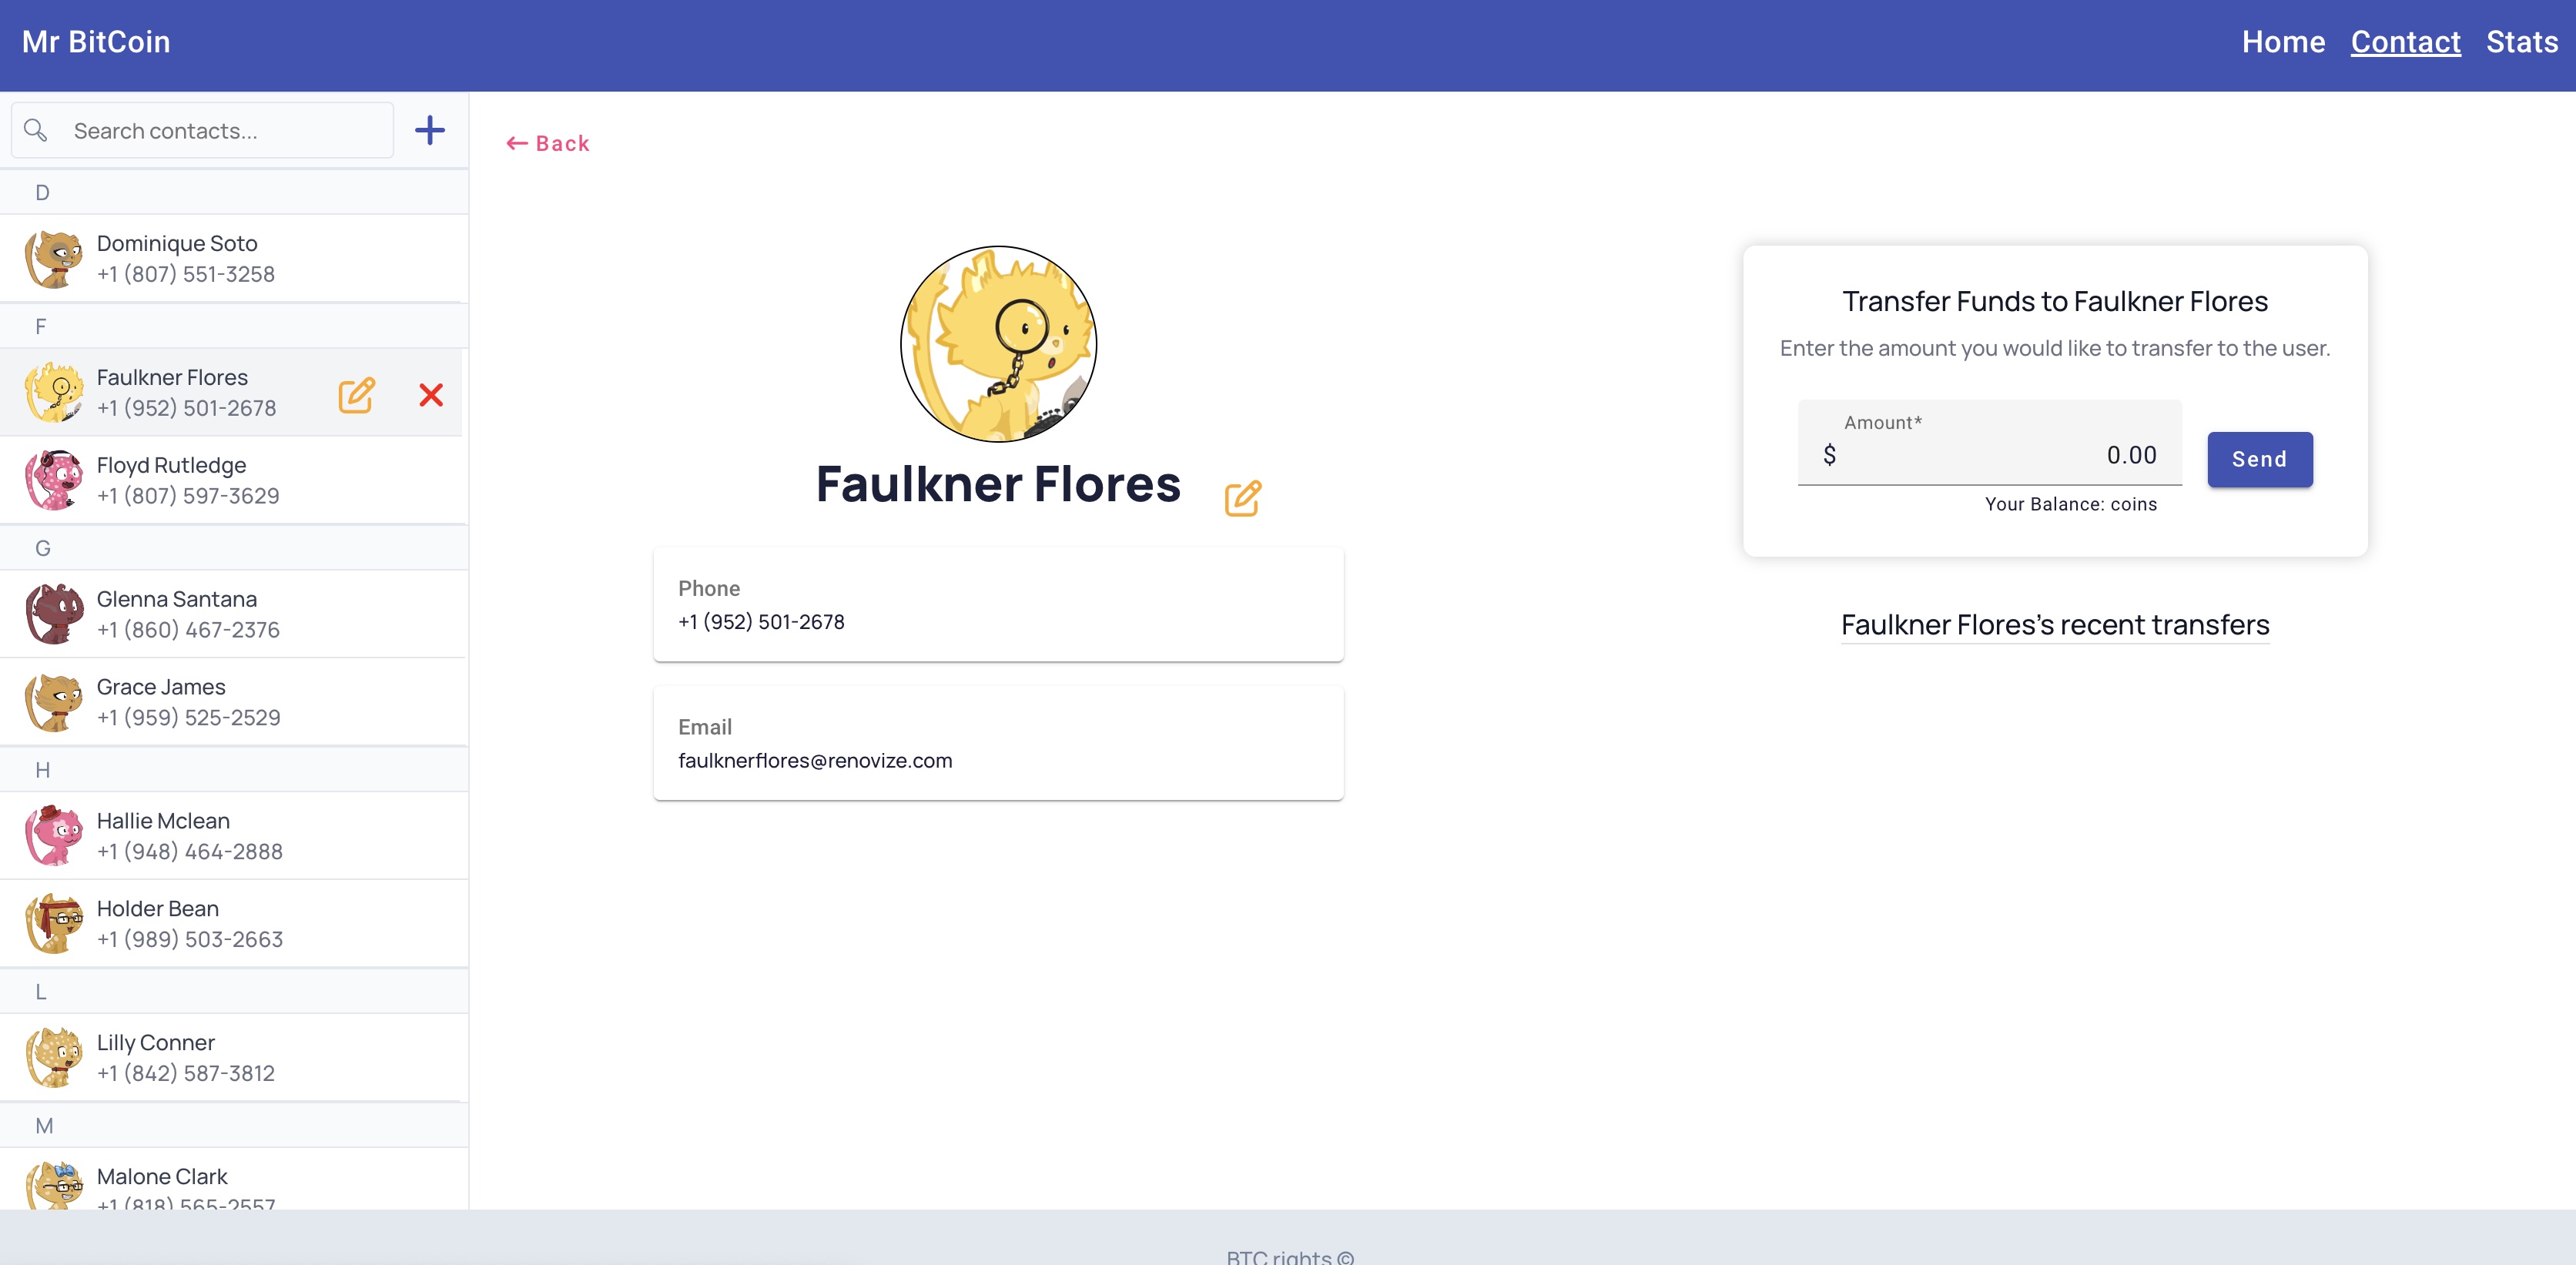 Mr BitCoin
Home Contact Stats
Search contacts...
D
Dominique Soto
+1 (807) 551-3258
F
Faulkner Flores
+1 (952) 501-2678
Floyd Rutledge
+1 (807) 597-3629
G
Glenna Santana
+1 (860) 467-2376
Grace James
+1 (959) 525-2529
H
Hallie Mclean
+1 (948) 464-2888
Holder Bean
+1 (989) 503-2663
L
Lilly Conner
+1 (842) 587-3812
M
Malone Clark
+1 (818) 565-2557
← Back
Faulkner Flores
Phone
+1 (952) 501-2678
Email
faulknerflores@renovize.com
Transfer Funds to Faulkner Flores
Enter the amount you would like to transfer to the user.
Amount*
$ 0.00
Send
Your Balance: coins
Faulkner Flores's recent transfers
BTC rights ©